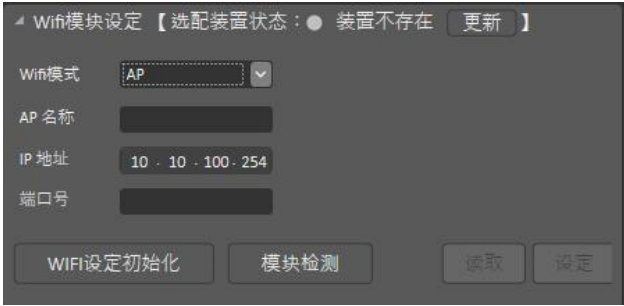 Wifi模块设定 【选配装置状态：● 装置不存在 更新 】
Wifi模式 AP
AP 名称
IP 地址 10 . 10 . 100 . 254
端口号
WIFI设定初始化 模块检测 读取 设定